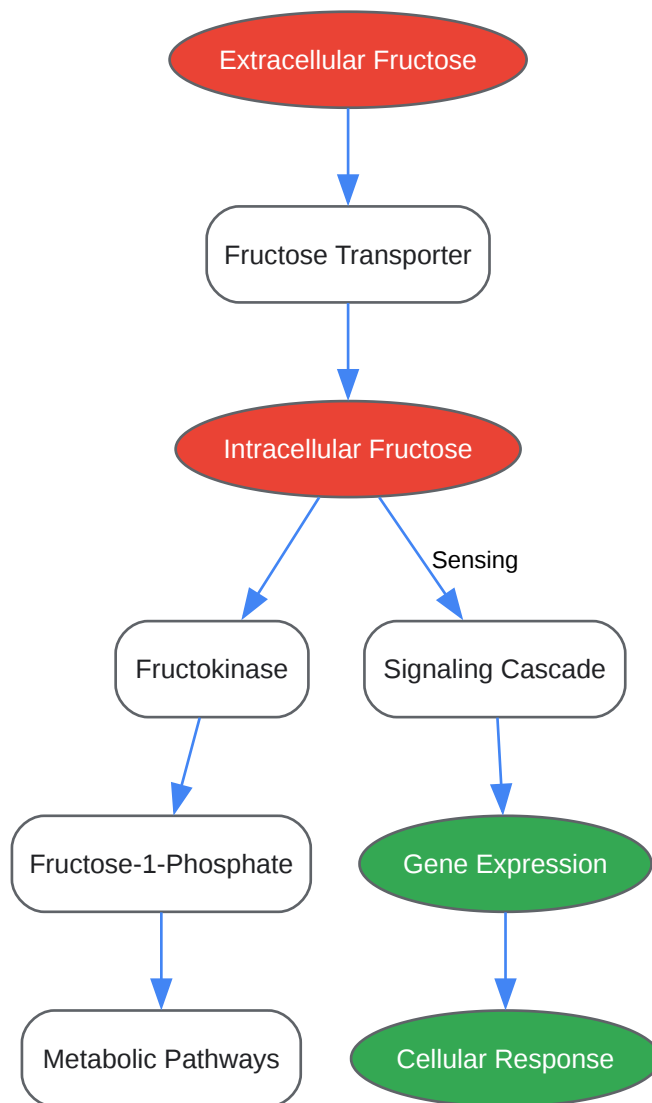 Extracellular Fructose
Fructose Transporter
Intracellular Fructose
Sensing
Fructokinase
Signaling Cascade
Fructose-1-Phosphate
Gene Expression
Metabolic Pathways
Cellular Response